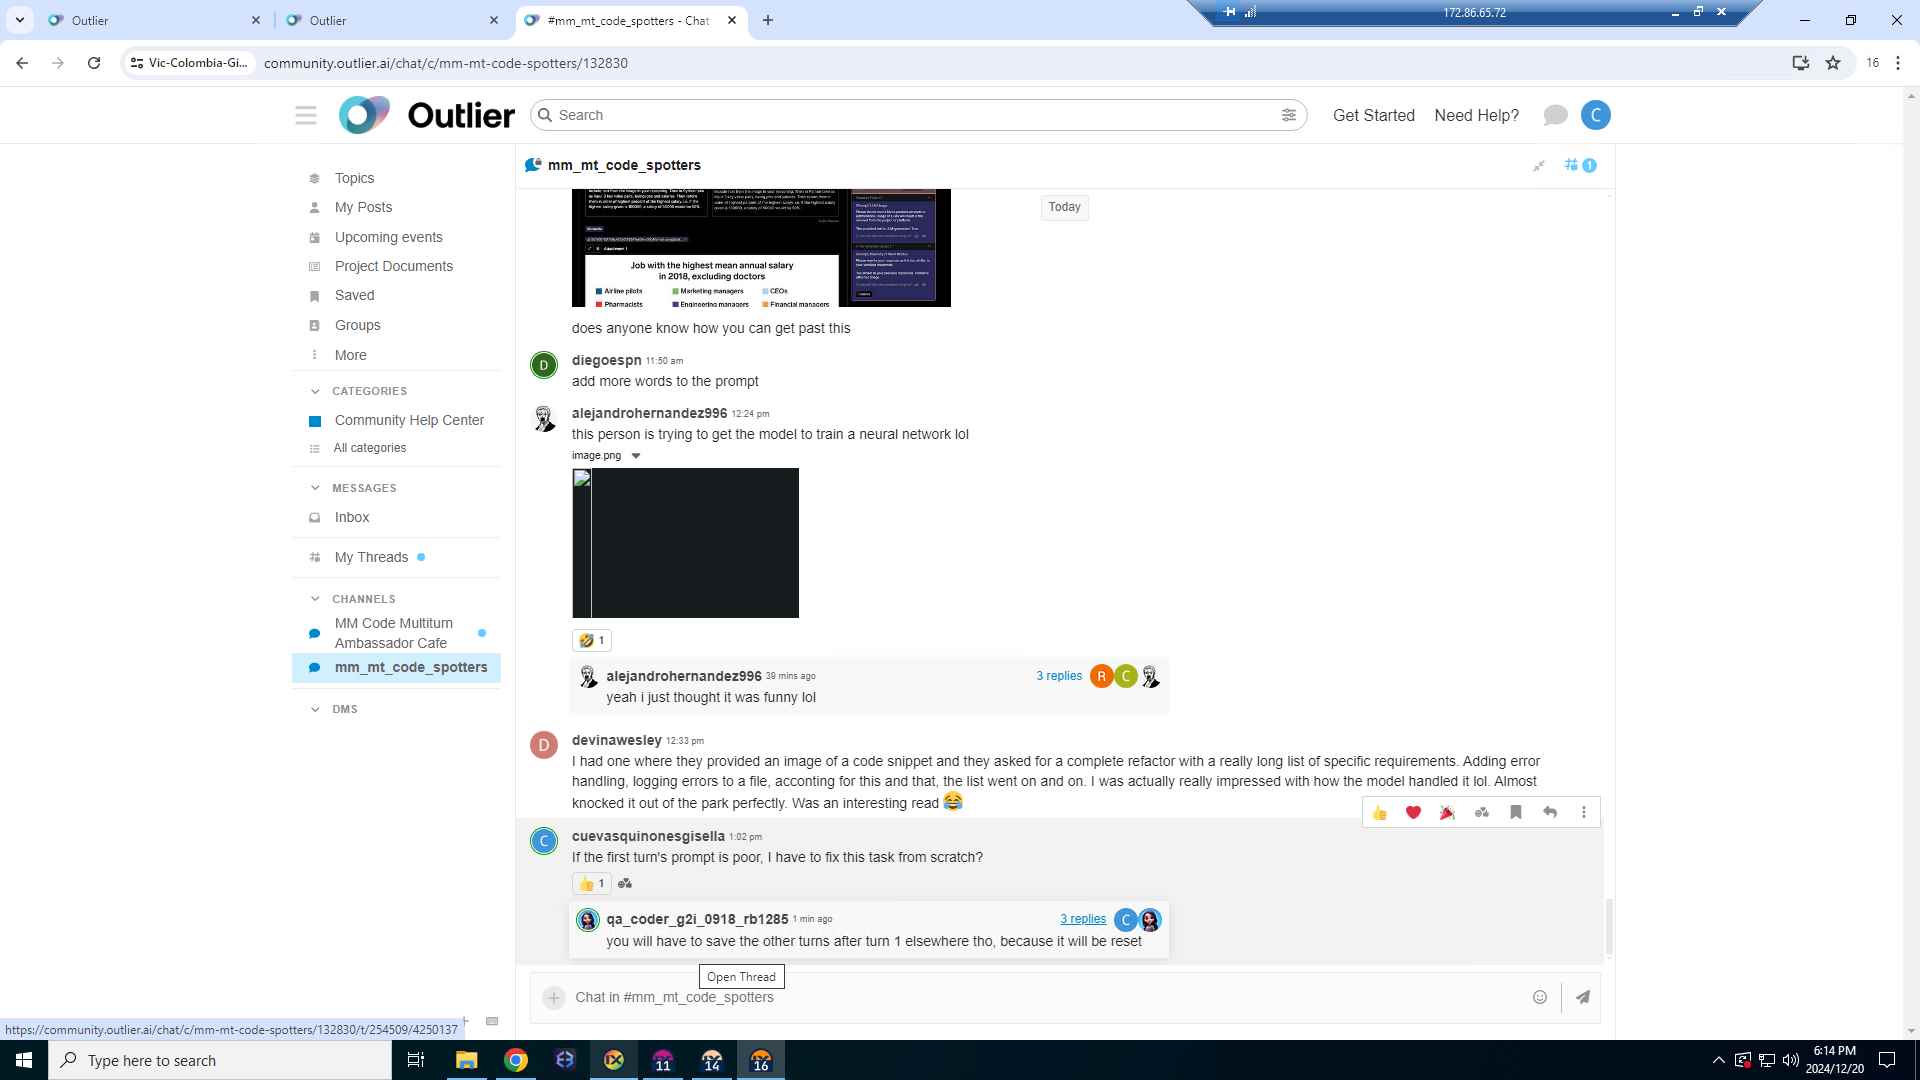 Outlier
Outlier
#mm_mt_code_spotters - Chat
172.86.65.72
Vic-Colombia-Gi...
community.outlier.ai/chat/c/mm-mt-code-spotters/132830
16
Outlier
Search
Get Started
Need Help?
C
Topics
My Posts
Upcoming events
Project Documents
Saved
Groups
More
CATEGORIES
Community Help Center
All categories
MESSAGES
Inbox
My Threads
CHANNELS
MM Code Multiturn
Ambassador Cafe
mm_mt_code_spotters
DMS
mm_mt_code_spotters
1
Today
Job with the highest mean annual salary
in 2018, excluding doctors
Airline pilots
Marketing managers
CEOs
Pharmacists
Engineering managers
Financial managers
does anyone know how you can get past this
D
diegoespn 11:50 am
add more words to the prompt
alejandrohernandez996 12:24 pm
this person is trying to get the model to train a neural network lol
image.png
1
alejandrohernandez996 39 mins ago
3 replies
R
C
yeah i just thought it was funny lol
D
devinawesley 12:33 pm
I had one where they provided an image of a code snippet and they asked for a complete refactor with a really long list of specific requirements. Adding error
handling, logging errors to a file, acconting for this and that, the list went on and on. I was actually really impressed with how the model handled it lol. Almost
knocked it out of the park perfectly. Was an interesting read 😂
C
cuevasquinonesgisella 1:02 pm
If the first turn's prompt is poor, I have to fix this task from scratch?
1
qa_coder_g2i_0918_rb1285 1 min ago
3 replies
C
you will have to save the other turns after turn 1 elsewhere tho, because it will be reset
Open Thread
Chat in #mm_mt_code_spotters
https://community.outlier.ai/chat/c/mm-mt-code-spotters/132830/t/254509/4250137
Type here to search
11
14
16
6:14 PM
2024/12/20